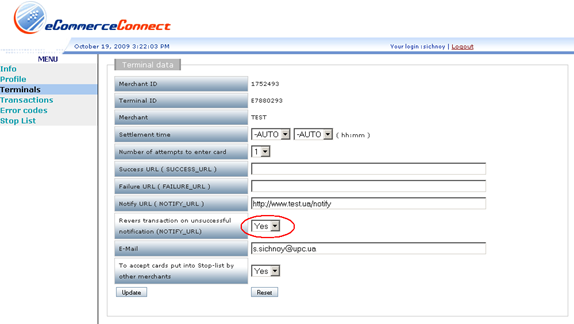 eCommerceConnect
October 19, 2009 3:22:03 PM
Your login :sichnoy | Logout
MENU
Info
Profile
Terminals
Transactions
Error codes
Stop List
Terminal data
Merchant ID 1752493
Terminal ID E7880293
Merchant TEST
Settlement time -AUTO -AUTO ( hh:mm )
Number of attempts to enter card 1
Success URL ( SUCCESS_URL )
Failure URL ( FAILURE_URL )
Notify URL ( NOTIFY_URL ) http://www.test.ua/notify
Revers transaction on unsuccessful
notification (NOTIFY_URL) Yes
E-Mail s.sichnoy@upc.ua
To accept cards put into Stop-list by
other merchants Yes
Update Reset